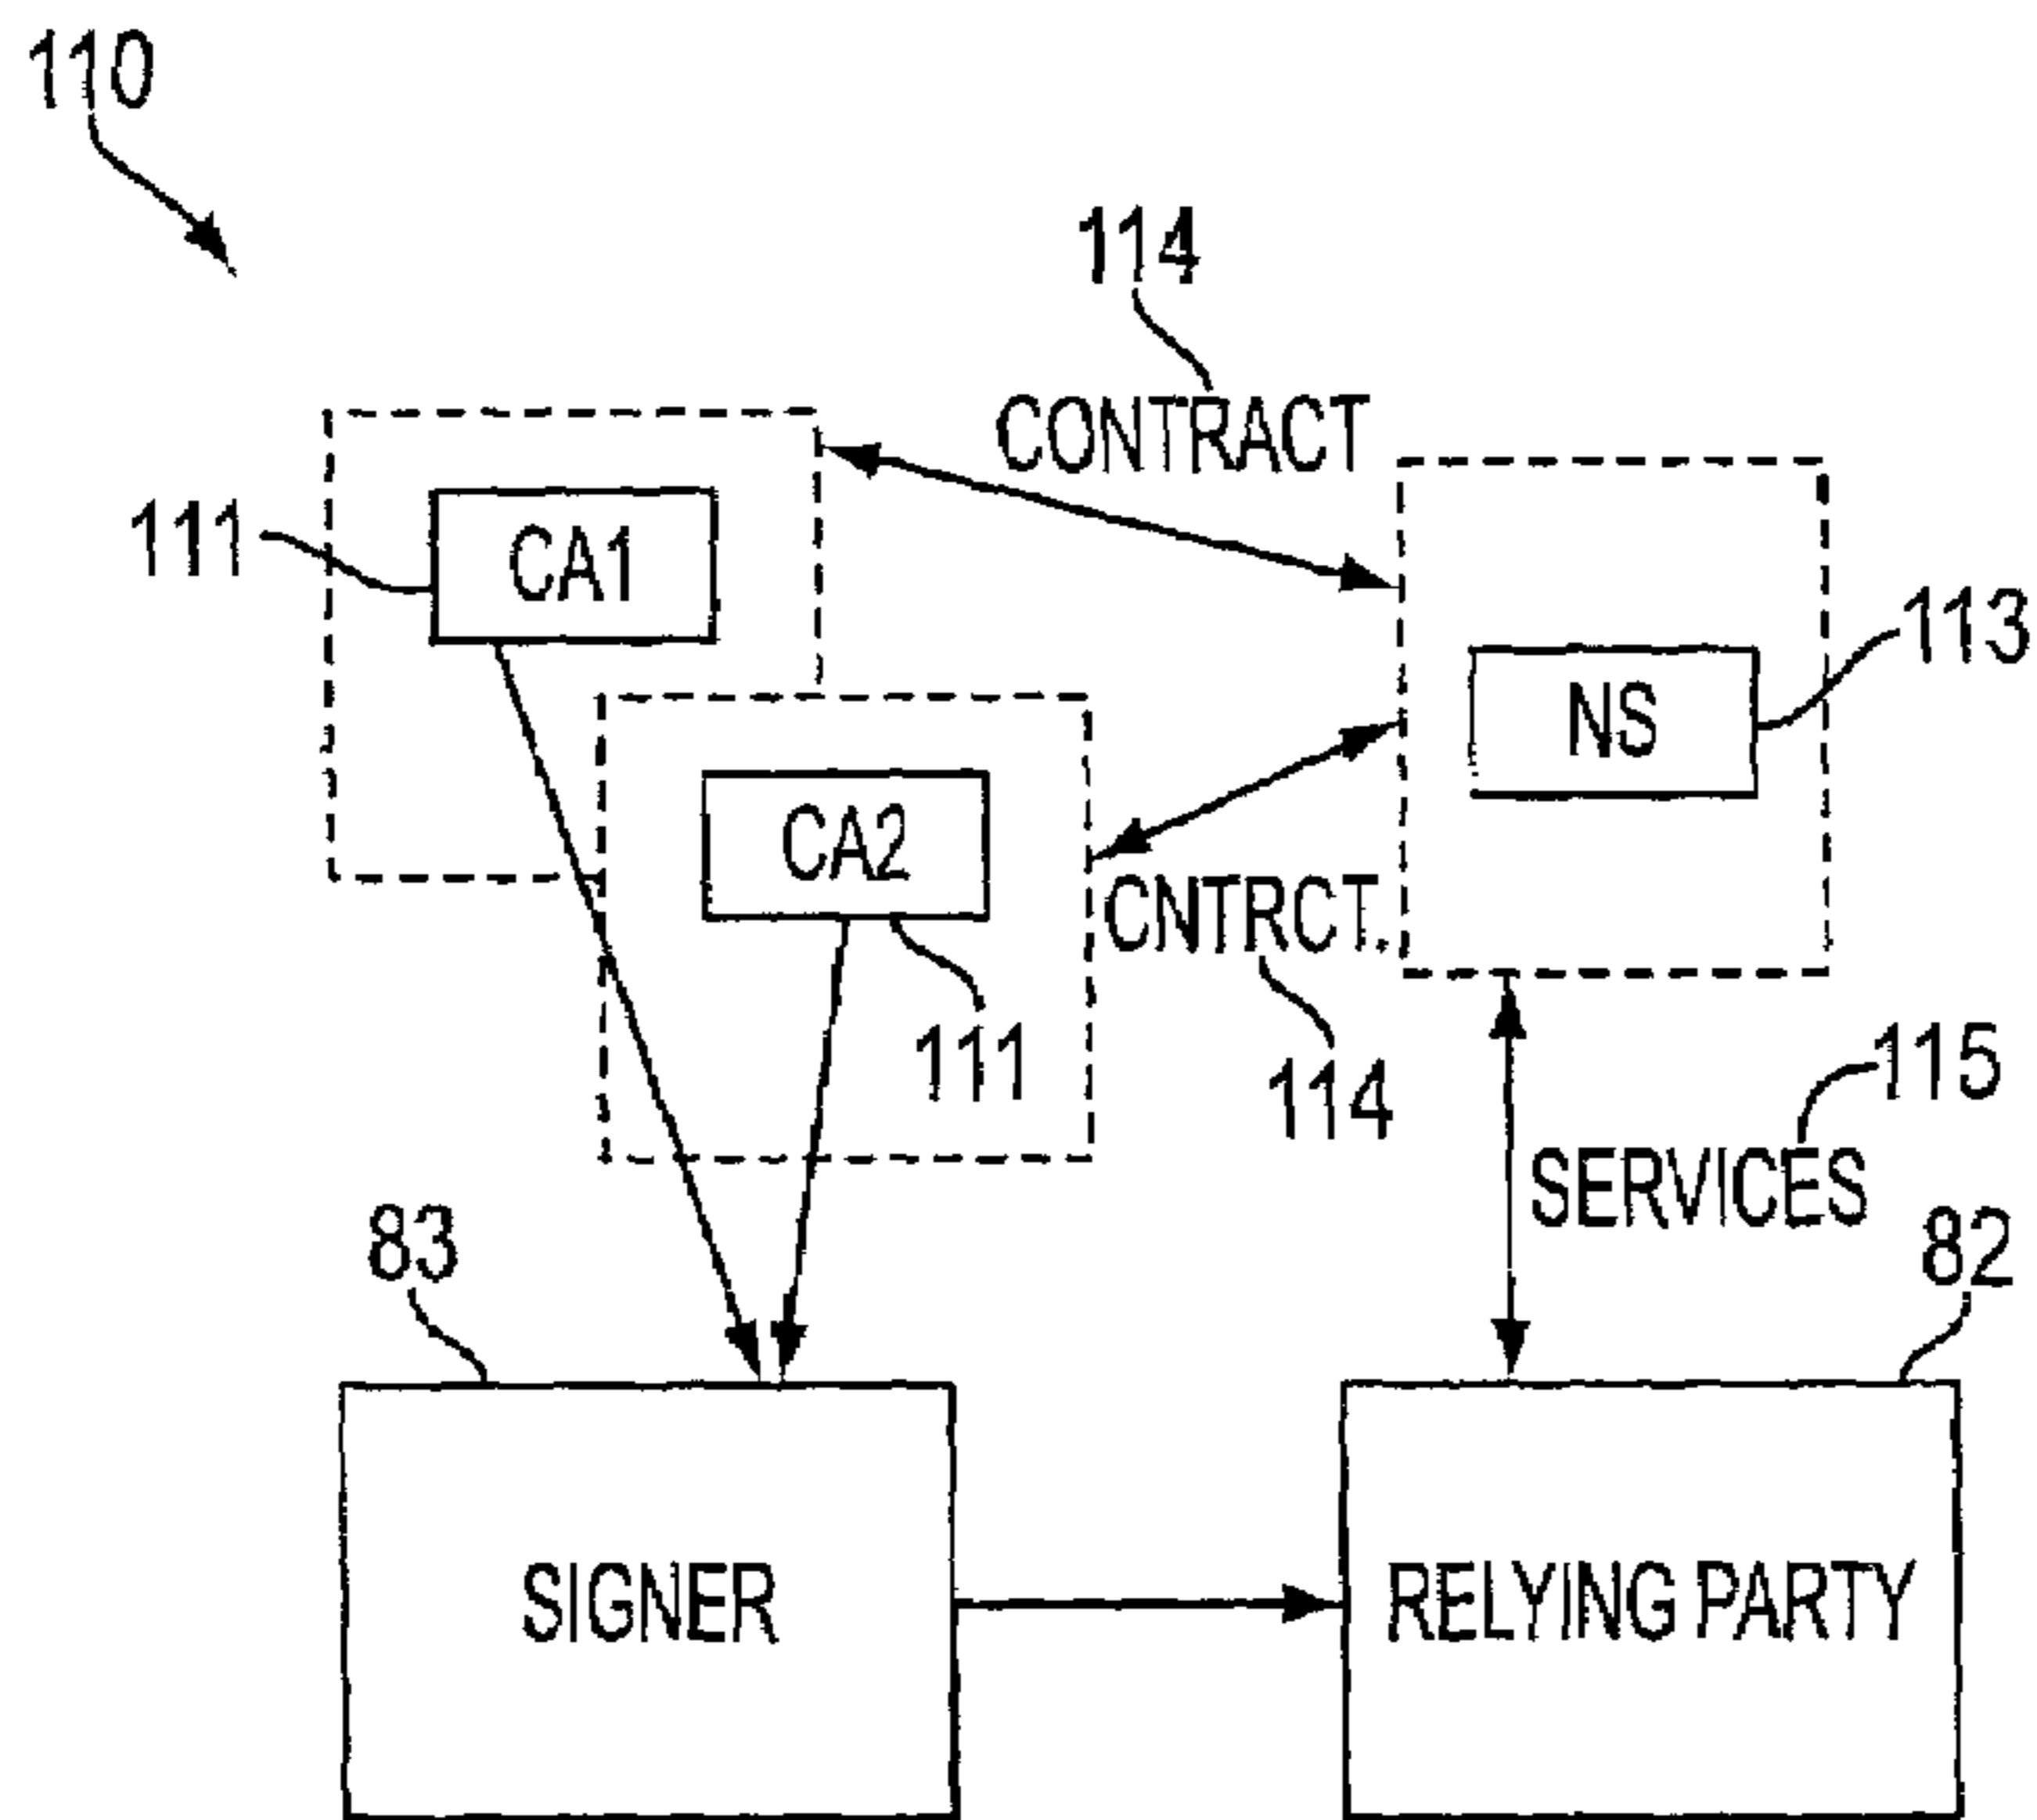 110
114
CONTRACT
111
CA1
113
NS
CA2
CNTRCT.
111
114
115
SERVICES
83
82
SIGNER
RELYING PARTY